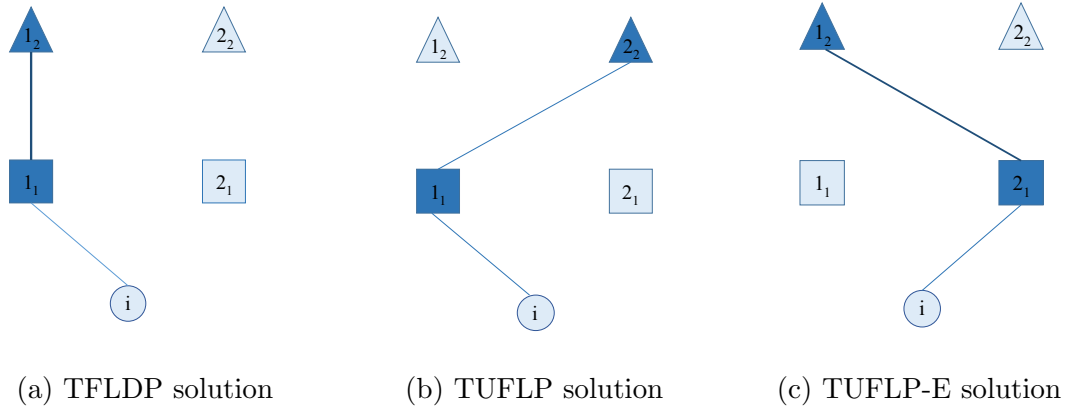 1₂ 2₂ 1₂ 2₂ 1₂ 2₂
1₁ 2₁ 1₁ 2₁ 1₁ 2₁
i i i
(a) TFLDP solution (b) TUFLP solution (c) TUFLP-E solution